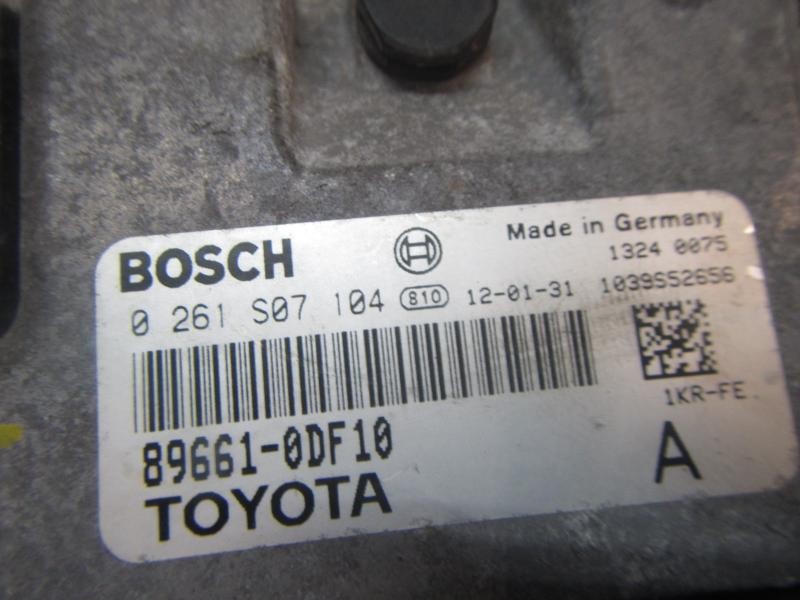 BOSCH
Made in Germany
1324 0075
0 261 S07 104 810 12-01-31 1039S52656
1KR-FE
89661-0DF10
A
TOYOTA